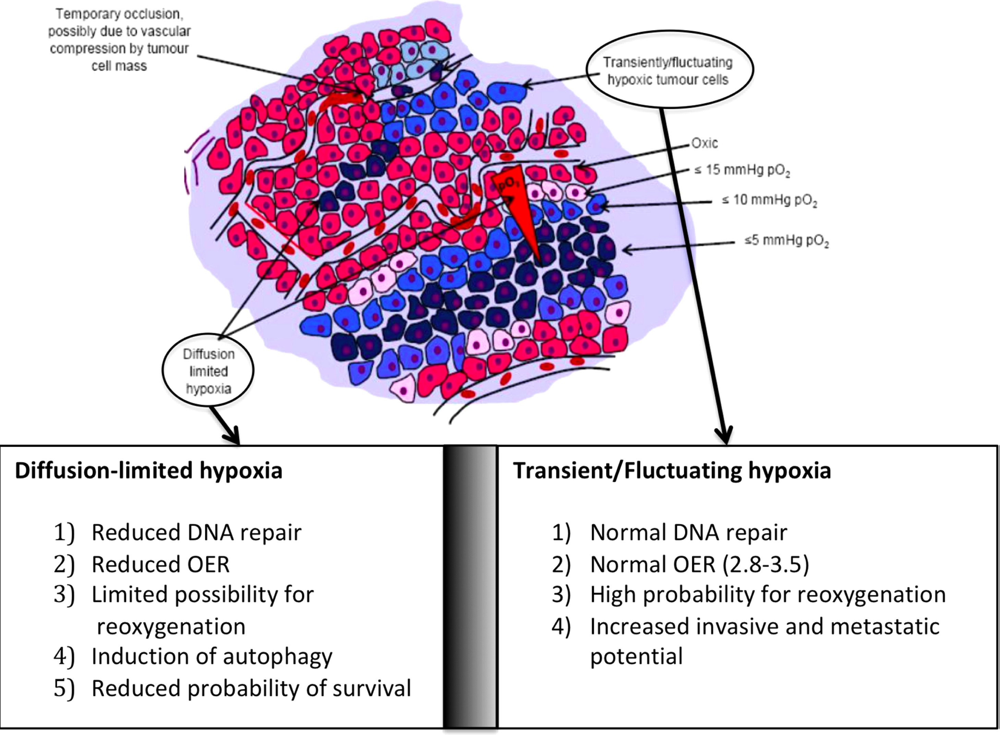 Temporary occlusion,
possibly due to vascular
compression by tumour
cell mass
Transiently/fluctuating
hypoxic tumour cells
Oxic
≤ 15 mmHg pO₂
≤ 10 mmHg pO₂
≤5 mmHg pO₂
pO₂
Diffusion
limited
hypoxia
Diffusion-limited hypoxia
1) Reduced DNA repair
2) Reduced OER
3) Limited possibility for
reoxygenation
4) Induction of autophagy
5) Reduced probability of survival
Transient/Fluctuating hypoxia
1) Normal DNA repair
2) Normal OER (2.8-3.5)
3) High probability for reoxygenation
4) Increased invasive and metastatic
potential